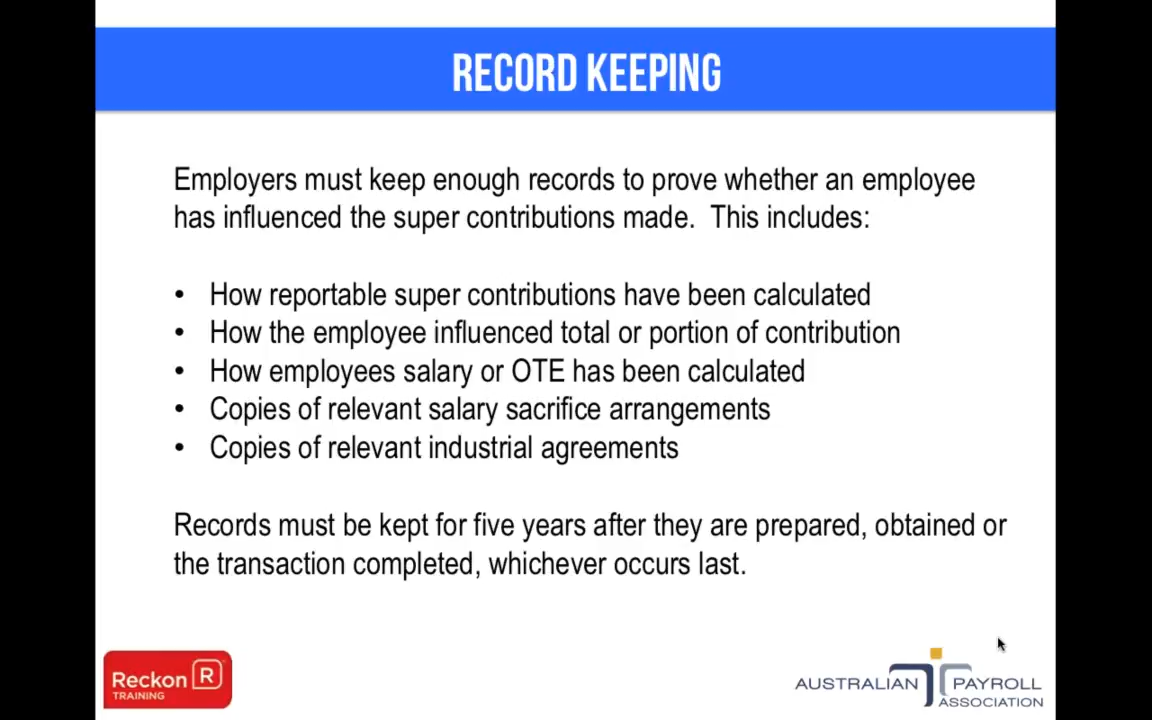 RECORD KEEPING
Employers must keep enough records to prove whether an employee
has influenced the super contributions made.  This includes:
• How reportable super contributions have been calculated
• How the employee influenced total or portion of contribution
• How employees salary or OTE has been calculated
• Copies of relevant salary sacrifice arrangements
• Copies of relevant industrial agreements
Records must be kept for five years after they are prepared, obtained or
the transaction completed, whichever occurs last.
Reckon R
TRAINING
AUSTRALIAN PAYROLL
ASSOCIATION